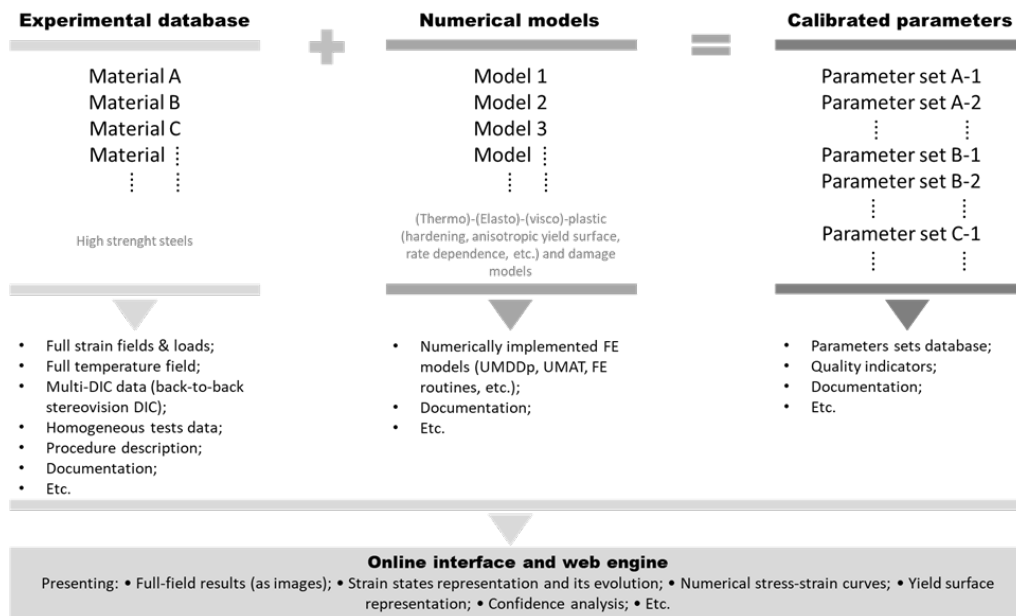 Experimental database
Material A
Material B
Material C
Material
High strenght steels
• Full strain fields & loads;
• Full temperature field;
• Multi-DIC data (back-to-back
stereovision DIC);
• Homogeneous tests data;
• Procedure description;
• Documentation;
• Etc.
+
Numerical models
Model 1
Model 2
Model 3
Model
(Thermo)-(Elasto)-(visco)-plastic
(hardening, anisotropic yield surface,
rate dependence, etc.) and damage
models
• Numerically implemented FE
models (UMDDp, UMAT, FE
routines, etc.);
• Documentation;
• Etc.
=
Calibrated parameters
Parameter set A-1
Parameter set A-2
Parameter set B-1
Parameter set B-2
Parameter set C-1
• Parameters sets database;
• Quality indicators;
• Documentation;
• Etc.
Online interface and web engine
Presenting: • Full-field results (as images); • Strain states representation and its evolution; • Numerical stress-strain curves; • Yield surface
representation; • Confidence analysis; • Etc.